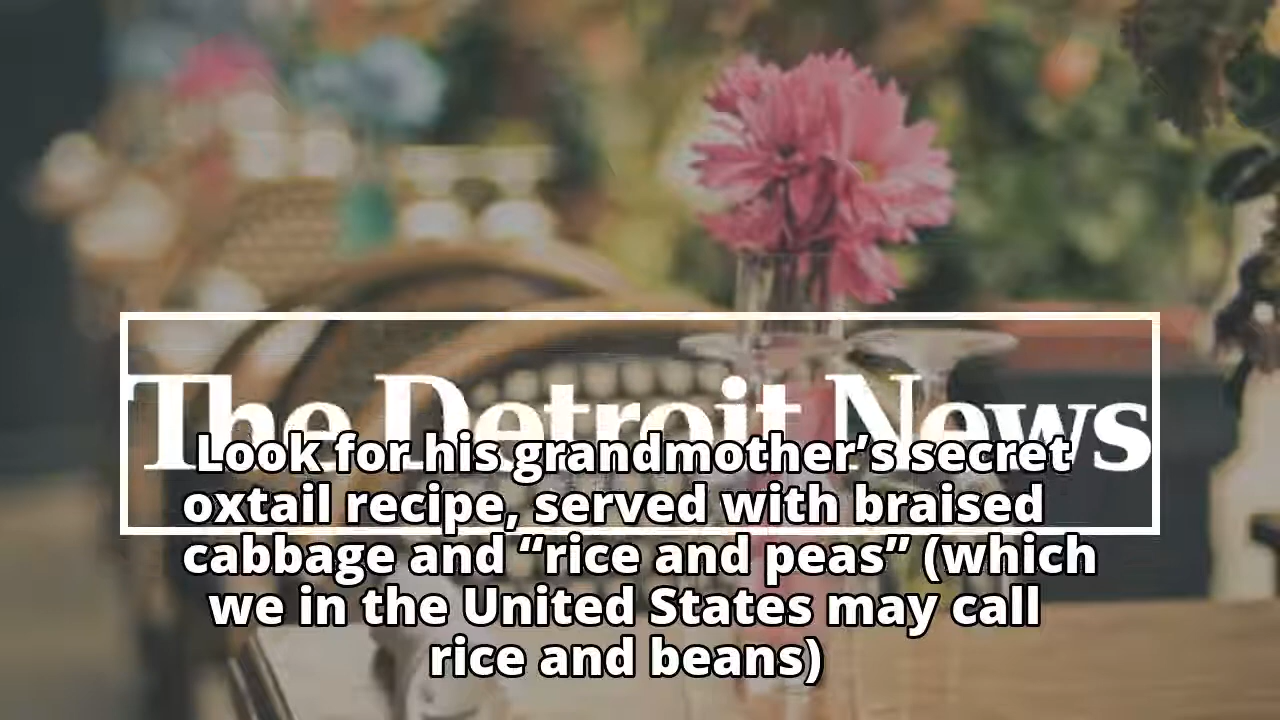 The Detroit News
Look for his grandmother’s secret
oxtail recipe, served with braised
cabbage and “rice and peas” (which
we in the United States may call
rice and beans)